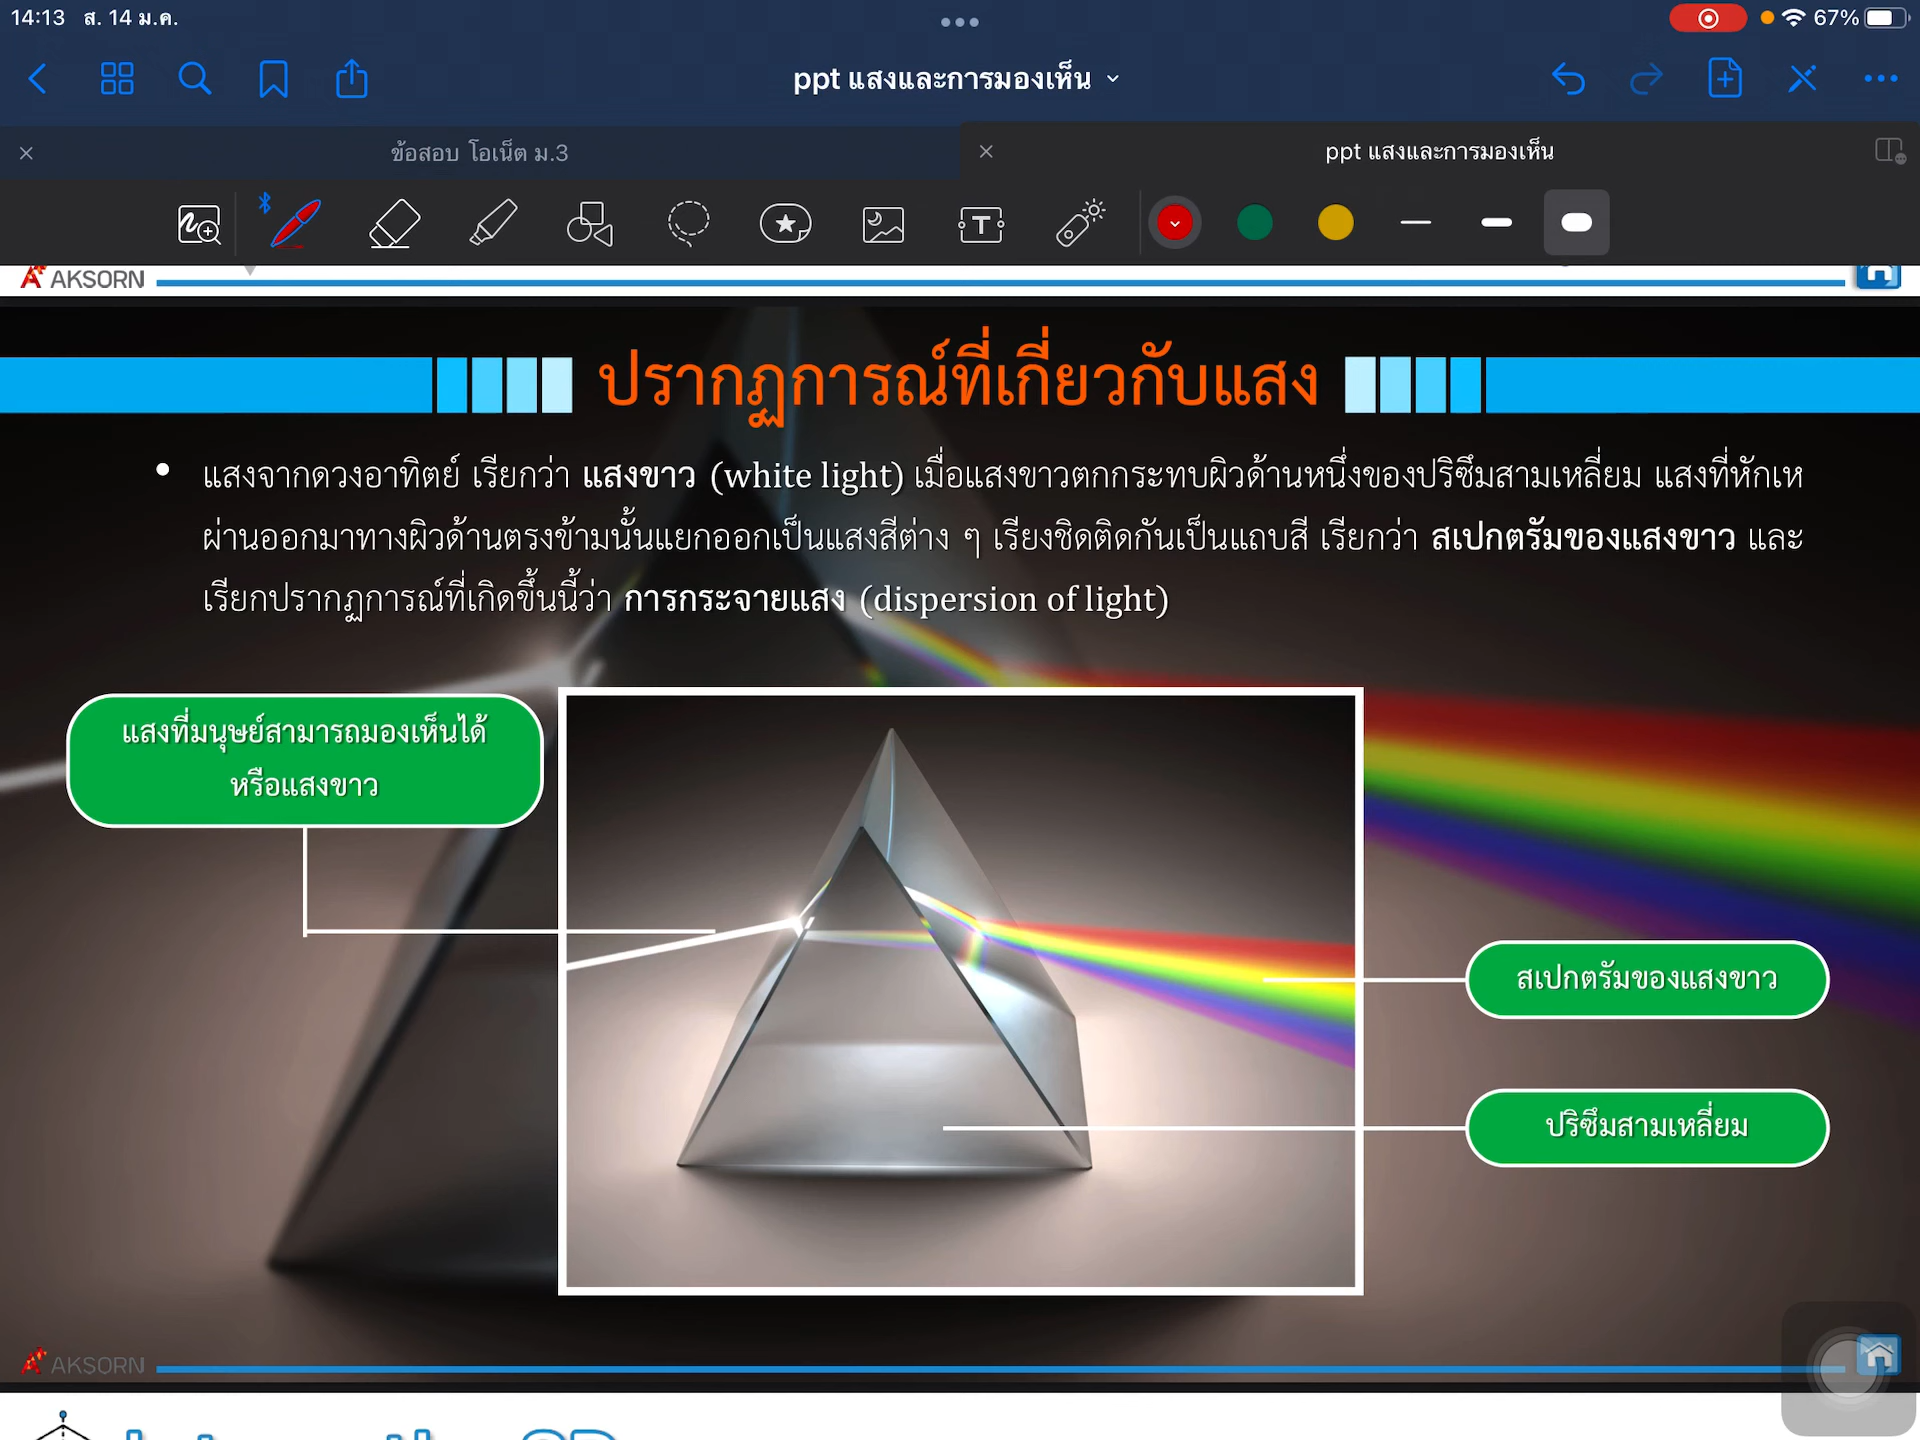 14:13 ส. 14 ม.ค.
67%
ppt แสงและการมองเห็น
ข้อสอบ โอเน็ต ม.3
ppt แสงและการมองเห็น
AKSORN
ปรากฏการณ์ที่เกี่ยวกับแสง
• แสงจากดวงอาทิตย์ เรียกว่า แสงขาว (white light) เมื่อแสงขาวตกกระทบผิวด้านหนึ่งของปริซึมสามเหลี่ยม แสงที่หักเห
ผ่านออกมาทางผิวด้านตรงข้ามนั้นแยกออกเป็นแสงสีต่าง ๆ เรียงชิดติดกันเป็นแถบสี เรียกว่า สเปกตรัมของแสงขาว และ
เรียกปรากฏการณ์ที่เกิดขึ้นนี้ว่า การกระจายแสง (dispersion of light)
แสงที่มนุษย์สามารถมองเห็นได้
หรือแสงขาว
สเปกตรัมของแสงขาว
ปริซึมสามเหลี่ยม
AKSORN